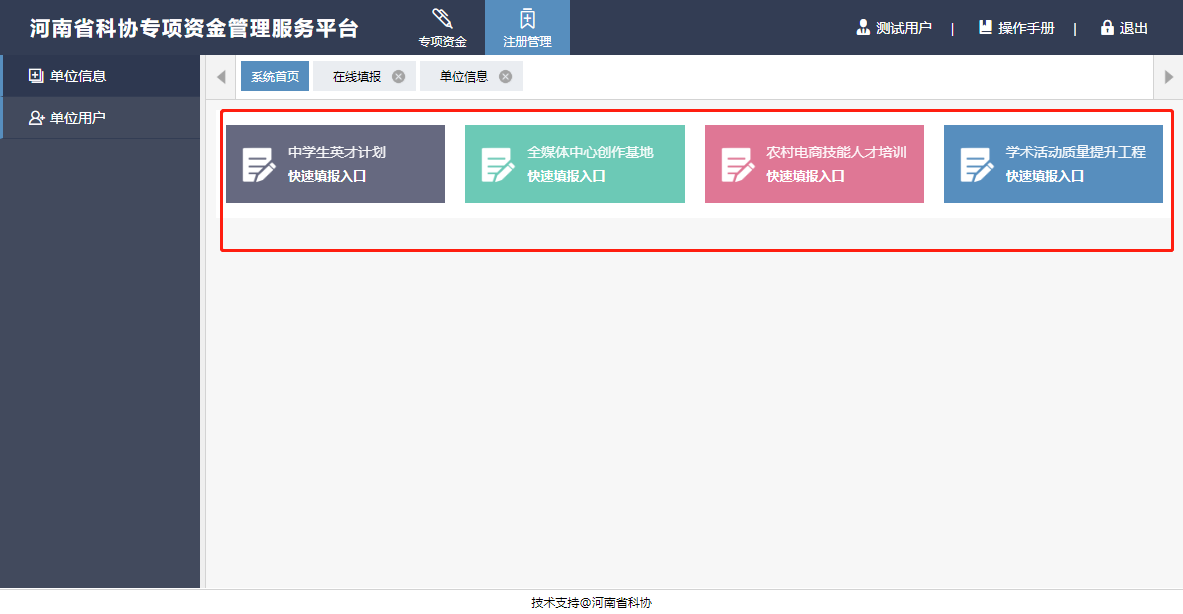 河南省科协专项资金管理服务平台
专项资金
注册管理
测试用户 | 操作手册 | 退出
单位信息
单位用户
系统首页
在线填报
单位信息
中学生英才计划
快速填报入口
全媒体中心创作基地
快速填报入口
农村电商技能人才培训
快速填报入口
学术活动质量提升工程
快速填报入口
技术支持@河南省科协